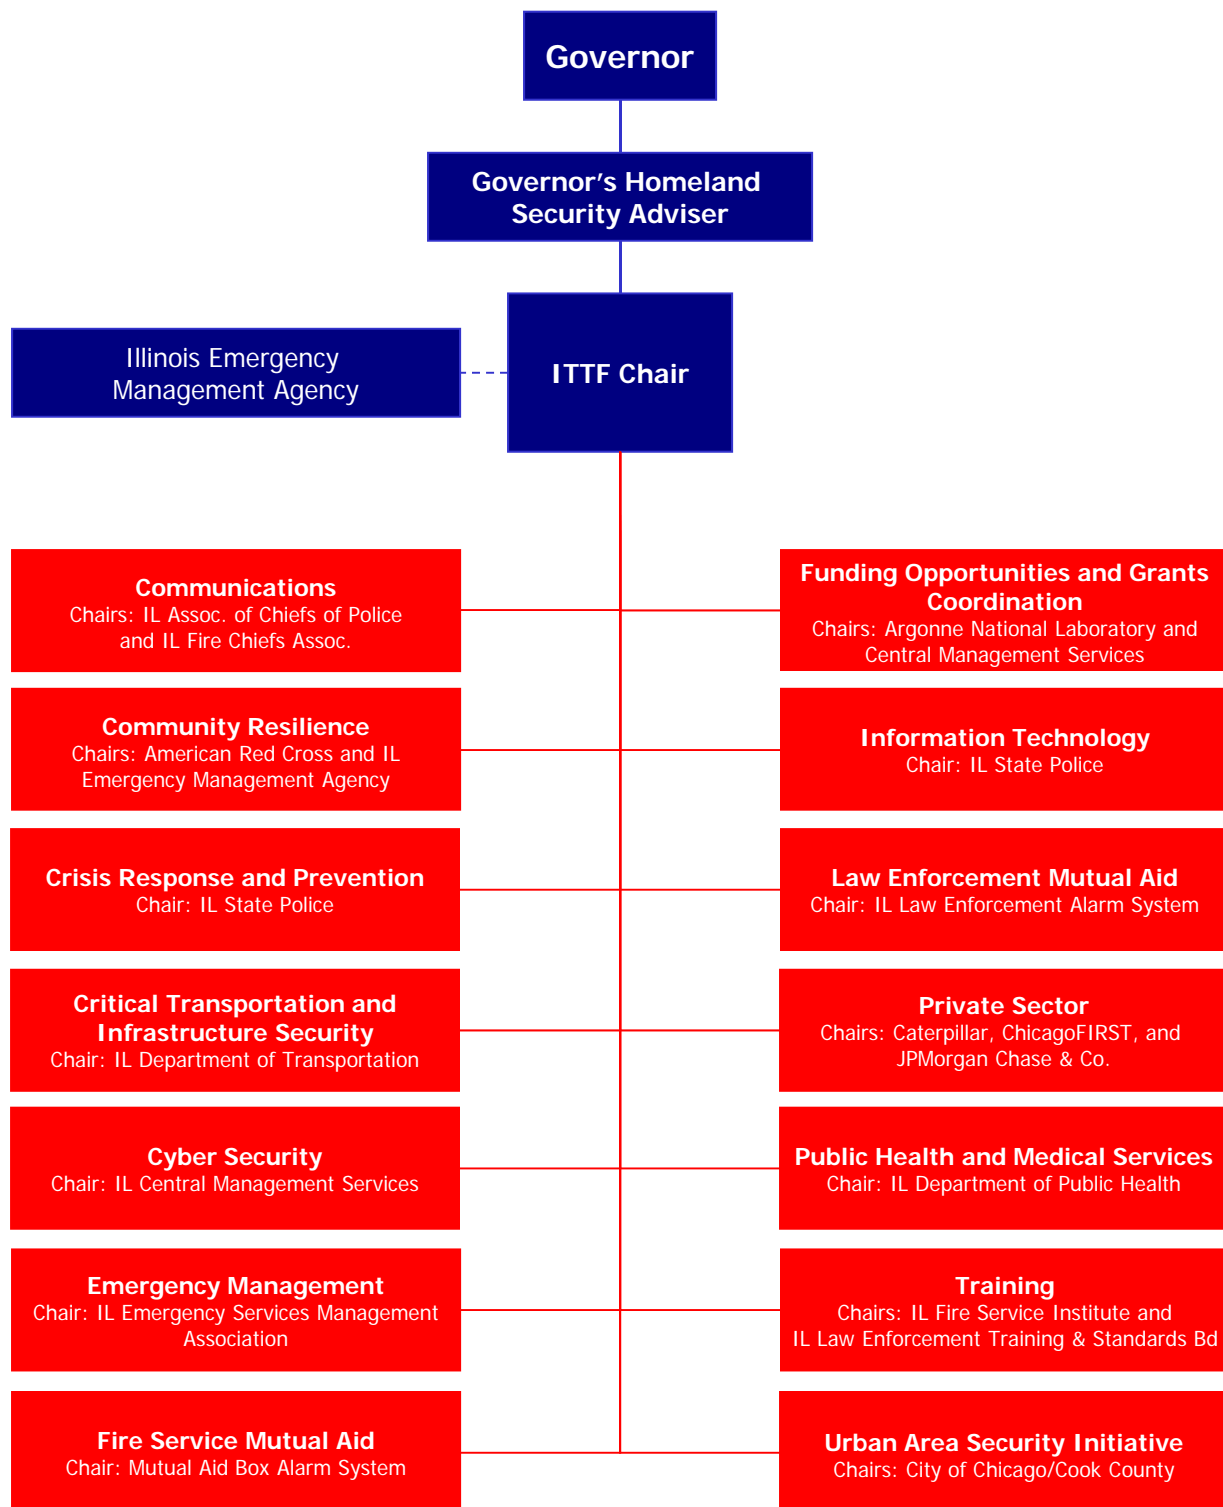 Governor
Governor's Homeland
Security Adviser
Illinois Emergency
Management Agency
ITTF Chair
Communications
Chairs: IL Assoc. of Chiefs of Police
and IL Fire Chiefs Assoc.
Funding Opportunities and Grants
Coordination
Chairs: Argonne National Laboratory and
Central Management Services
Community Resilience
Chairs: American Red Cross and IL
Emergency Management Agency
Information Technology
Chair: IL State Police
Crisis Response and Prevention
Chair: IL State Police
Law Enforcement Mutual Aid
Chair: IL Law Enforcement Alarm System
Critical Transportation and
Infrastructure Security
Chair: IL Department of Transportation
Private Sector
Chairs: Caterpillar, ChicagoFIRST, and
JPMorgan Chase & Co.
Cyber Security
Chair: IL Central Management Services
Public Health and Medical Services
Chair: IL Department of Public Health
Emergency Management
Chair: IL Emergency Services Management
Association
Training
Chairs: IL Fire Service Institute and
IL Law Enforcement Training & Standards Bd
Fire Service Mutual Aid
Chair: Mutual Aid Box Alarm System
Urban Area Security Initiative
Chairs: City of Chicago/Cook County